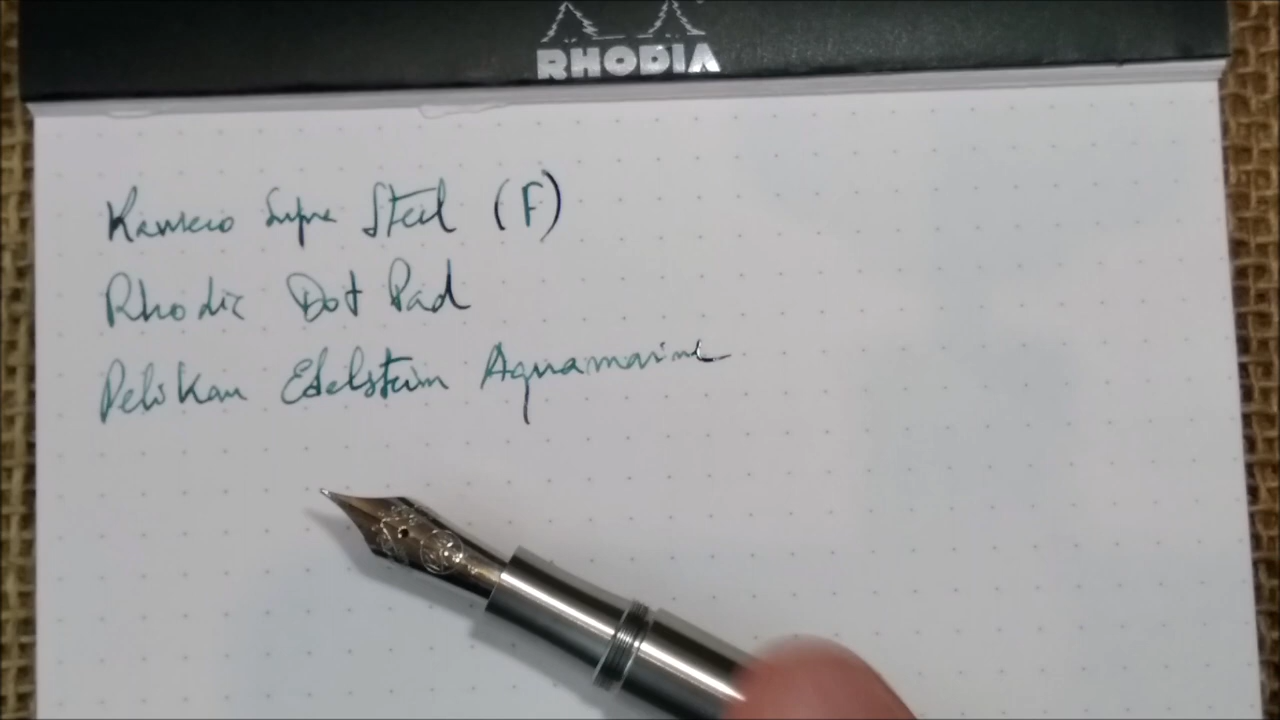 RHODIA
Kaweco Supra Steel (F)
Rhodia Dot Pad
Pelikan Edelstein Aquamarine